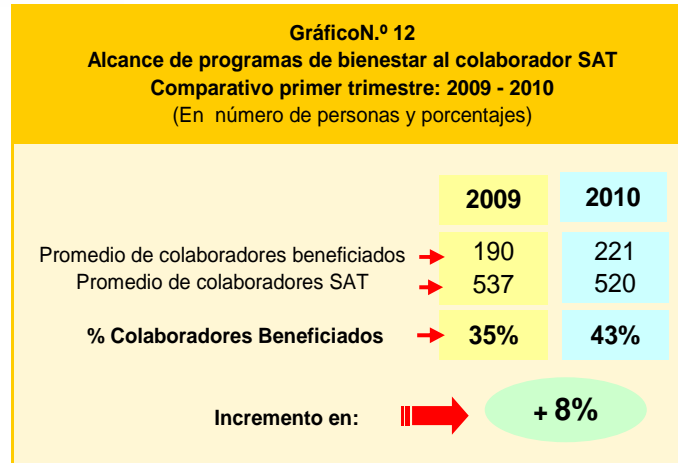 GráficoN.º 12
Alcance de programas de bienestar al colaborador SAT
Comparativo primer trimestre: 2009 - 2010
(En número de personas y porcentajes)
2009 2010
Promedio de colaboradores beneficiados 190 221
Promedio de colaboradores SAT 537 520
% Colaboradores Beneficiados 35% 43%
Incremento en: + 8%